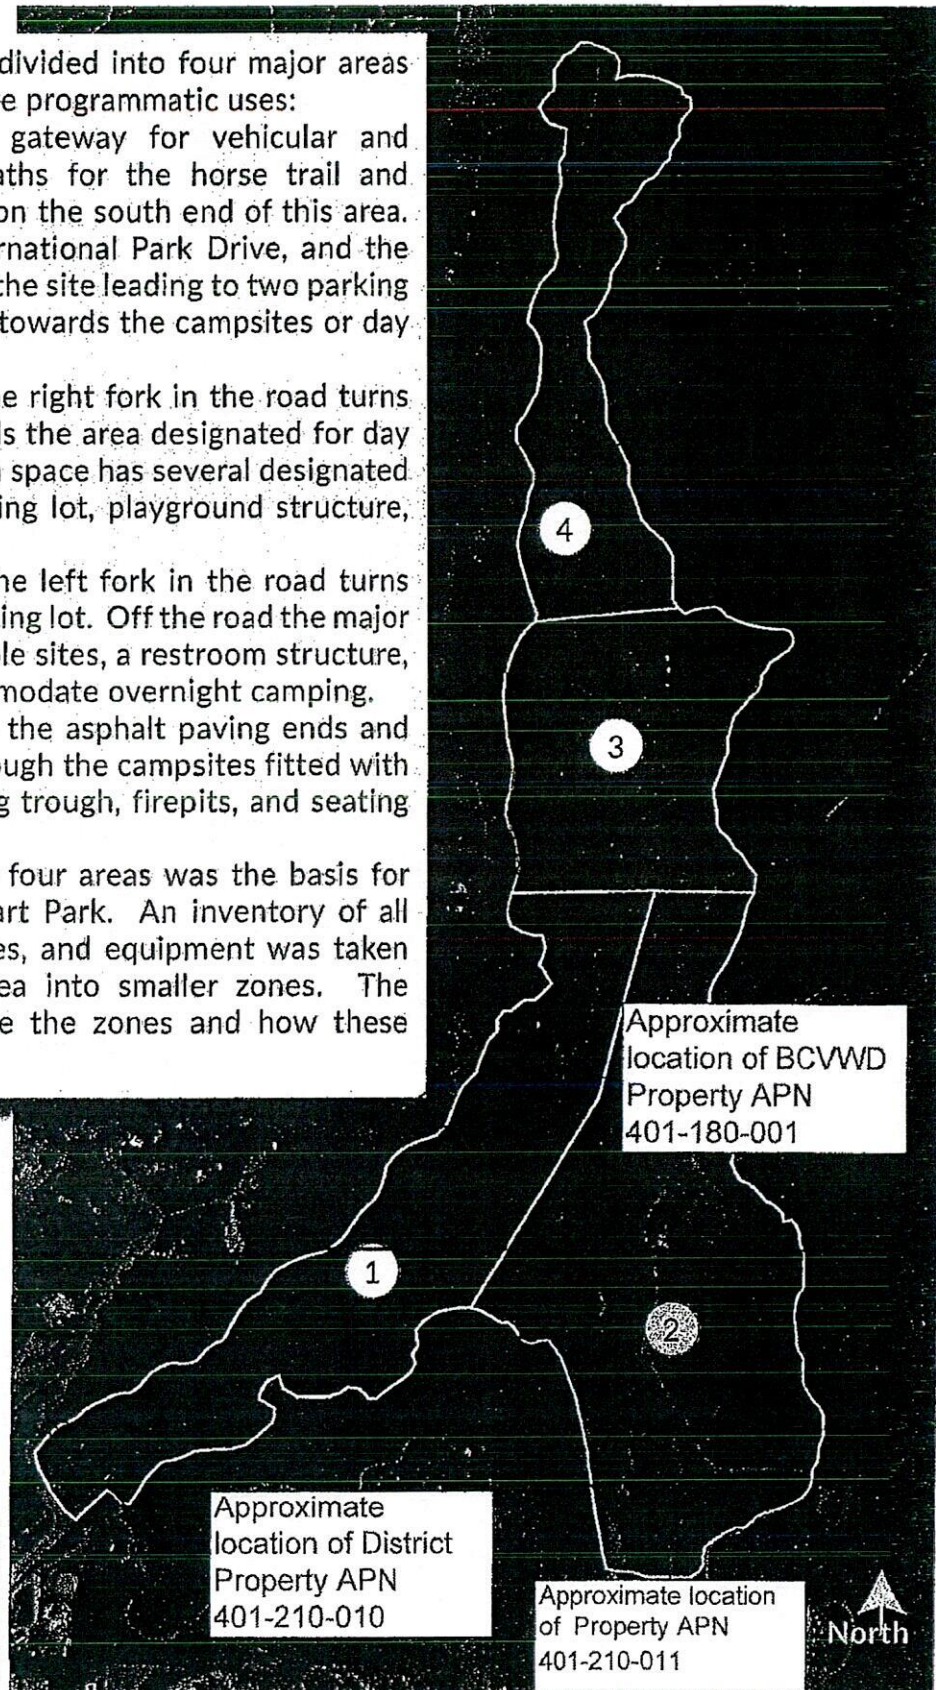 divided into four major areas
e programmatic uses:
gateway for vehicular and
aths for the horse trail and
on the south end of this area.
rnational Park Drive, and the
the site leading to two parking
towards the campsites or day
e right fork in the road turns
ls the area designated for day
space has several designated
ing lot, playground structure,
he left fork in the road turns
ing lot. Off the road the major
le sites, a restroom structure,
modate overnight camping.
the asphalt paving ends and
ough the campsites fitted with
g trough, firepits, and seating
four areas was the basis for
art Park. An inventory of all
es, and equipment was taken
ea into smaller zones. The
e the zones and how these
4
3
Approximate
location of BCVWD
Property APN
401-180-001
1
2
Approximate
location of District
Property APN
401-210-010
Approximate location
of Property APN
401-210-011
North